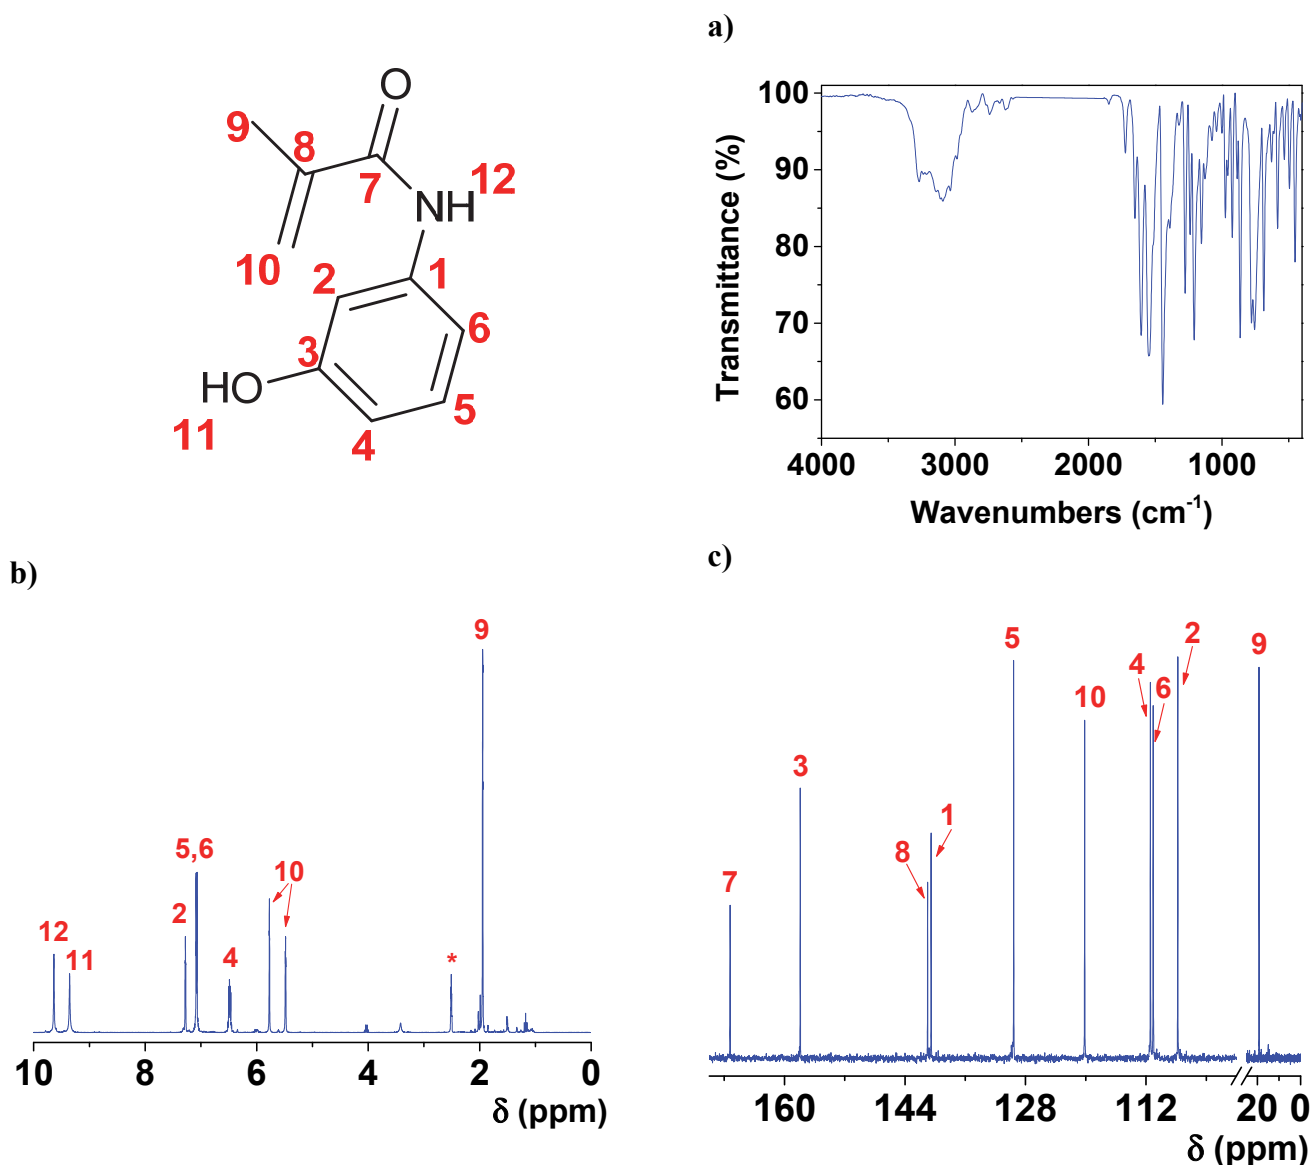 a)
O
9
8
7
NH
12
10
2
1
6
3
HO
11
5
4
100
90
80
70
60
Transmittance (%)
4000 3000 2000 1000
Wavenumbers (cm-1)
b)
9
5,6
10
2
12
11
4
*
10 8 6 4 2 0
δ (ppm)
c)
5
2
9
4
6
10
3
1
8
7
160 144 128 112 20 0
δ (ppm)